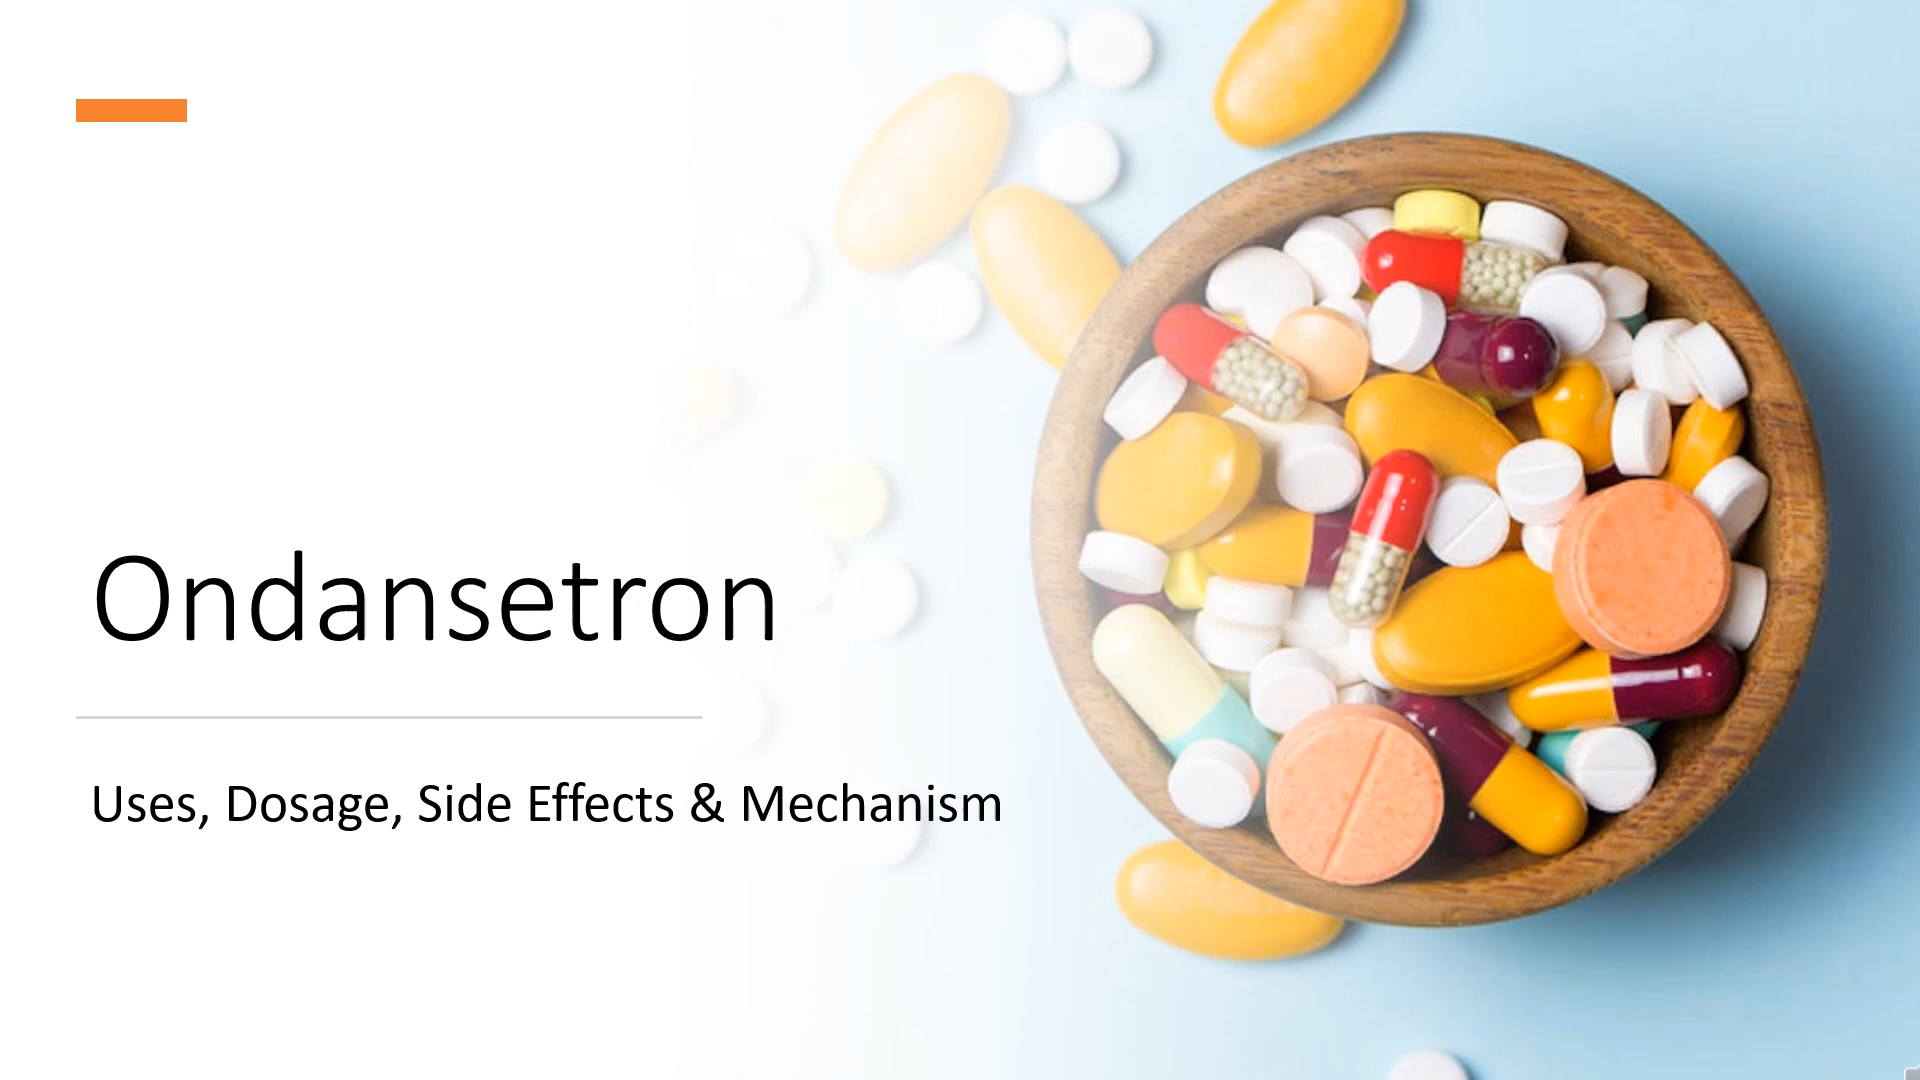 Ondansetron
Uses, Dosage, Side Effects & Mechanism